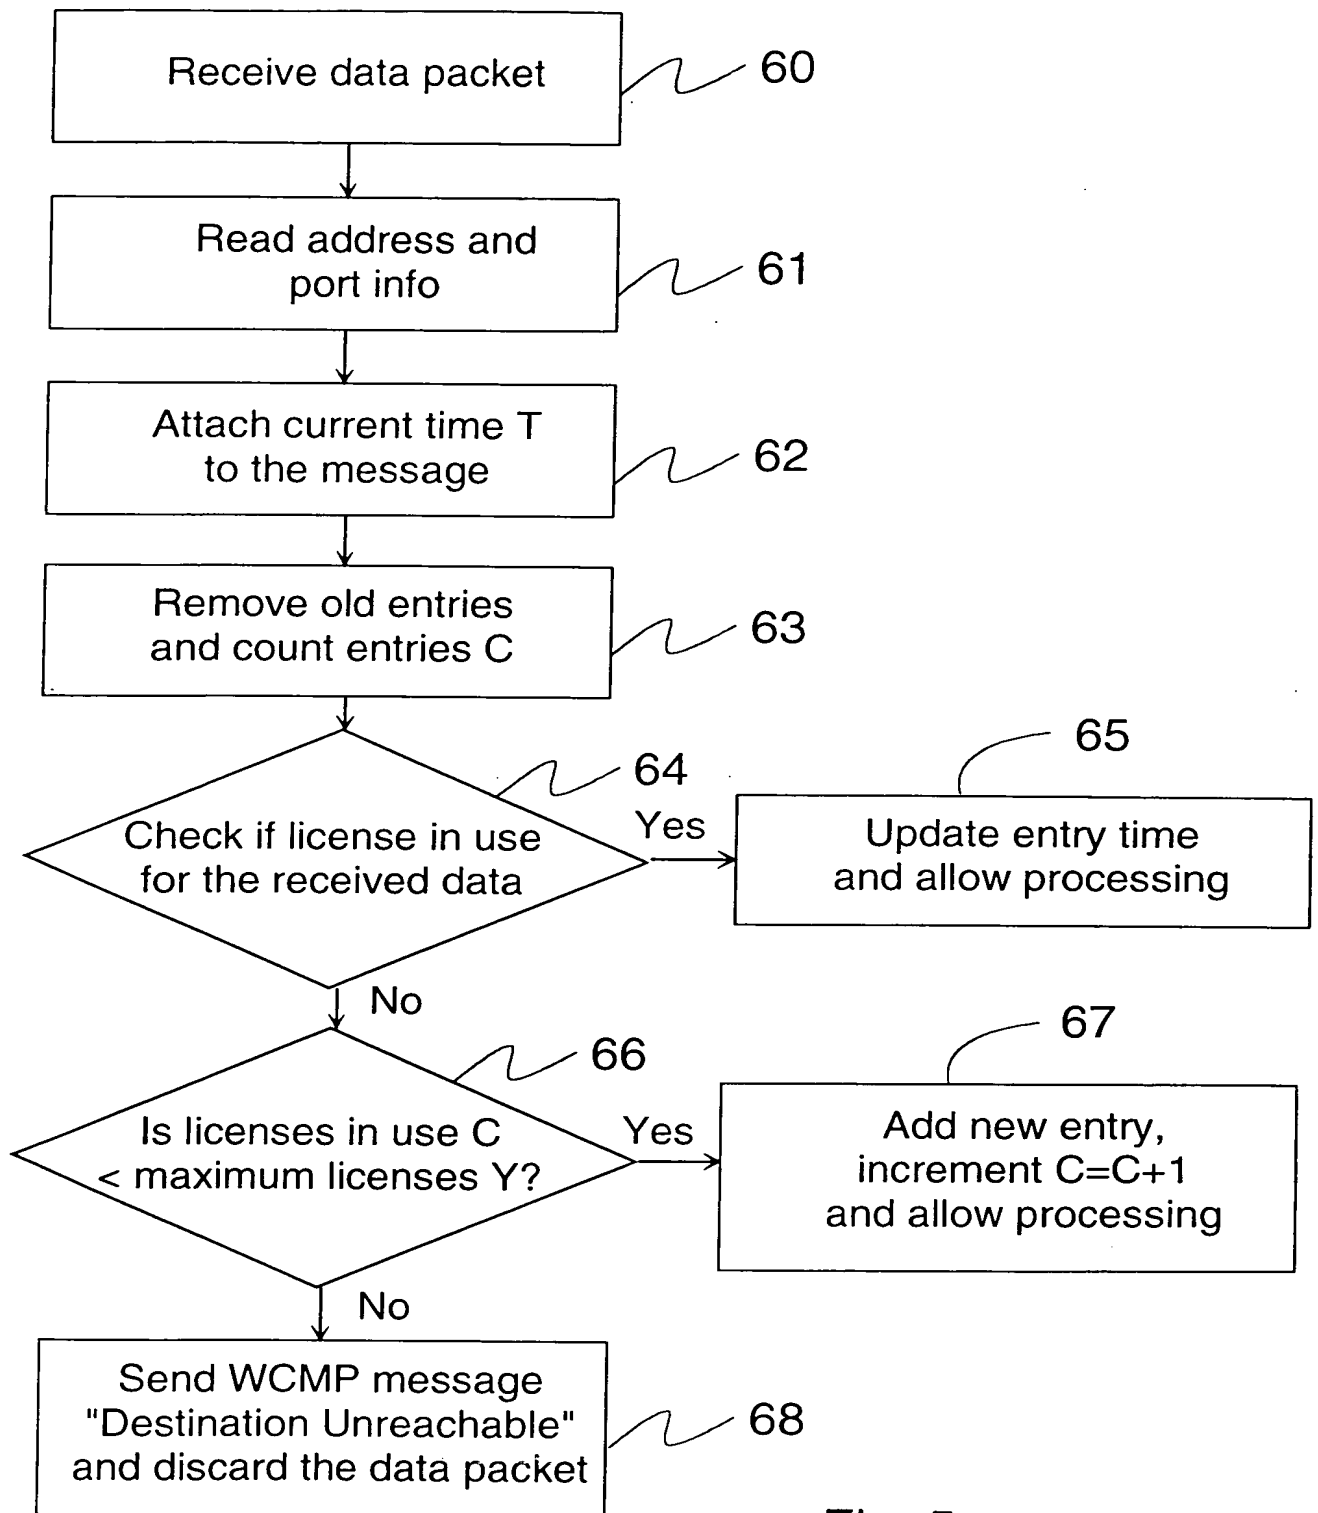 Receive data packet
60
Read address and
port info
61
Attach current time T
to the message
62
Remove old entries
and count entries C
63
64
Check if license in use
for the received data
Yes
65
Update entry time
and allow processing
No
66
Is licenses in use C
< maximum licenses Y?
Yes
67
Add new entry,
increment C=C+1
and allow processing
No
Send WCMP message
"Destination Unreachable"
and discard the data packet
68